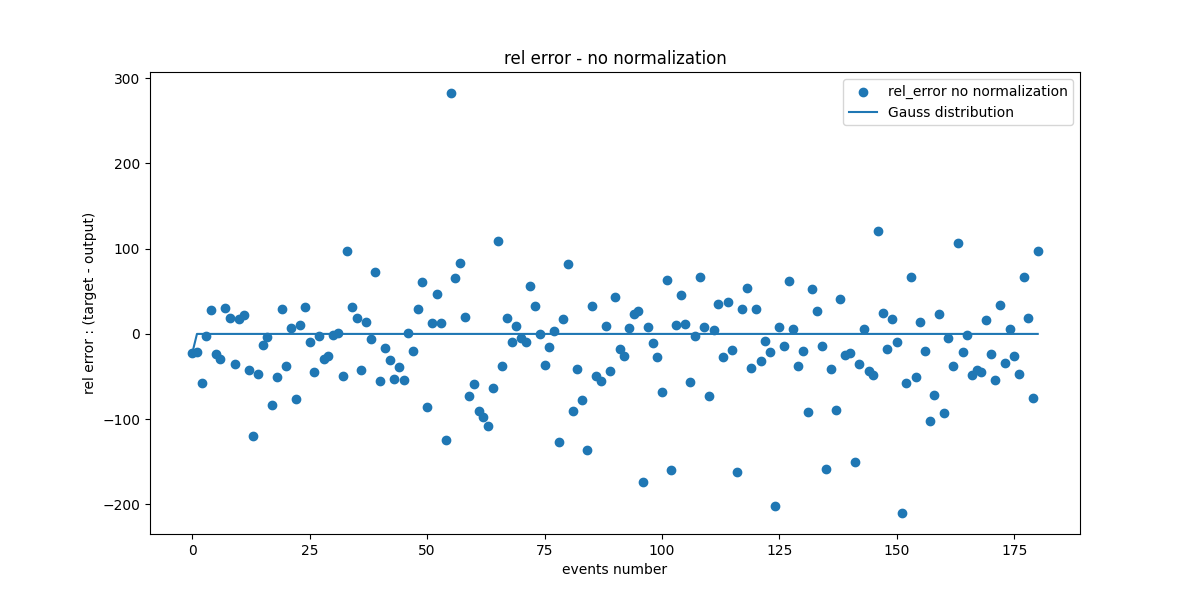 rel error - no normalization
rel_error no normalization
Gauss distribution
rel error : (target - output)
300
200
100
0
−100
−200
0 25 50 75 100 125 150 175
events number